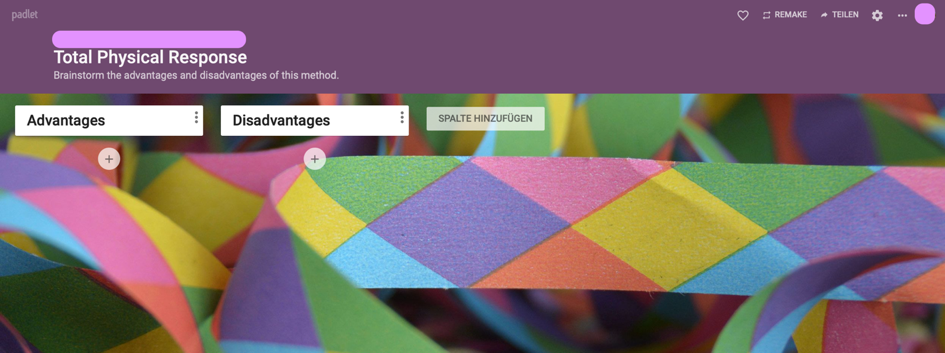 padlet
REMAKE
TEILEN
Total Physical Response
Brainstorm the advantages and disadvantages of this method.
Advantages
Disadvantages
SPALTE HINZUFÜGEN